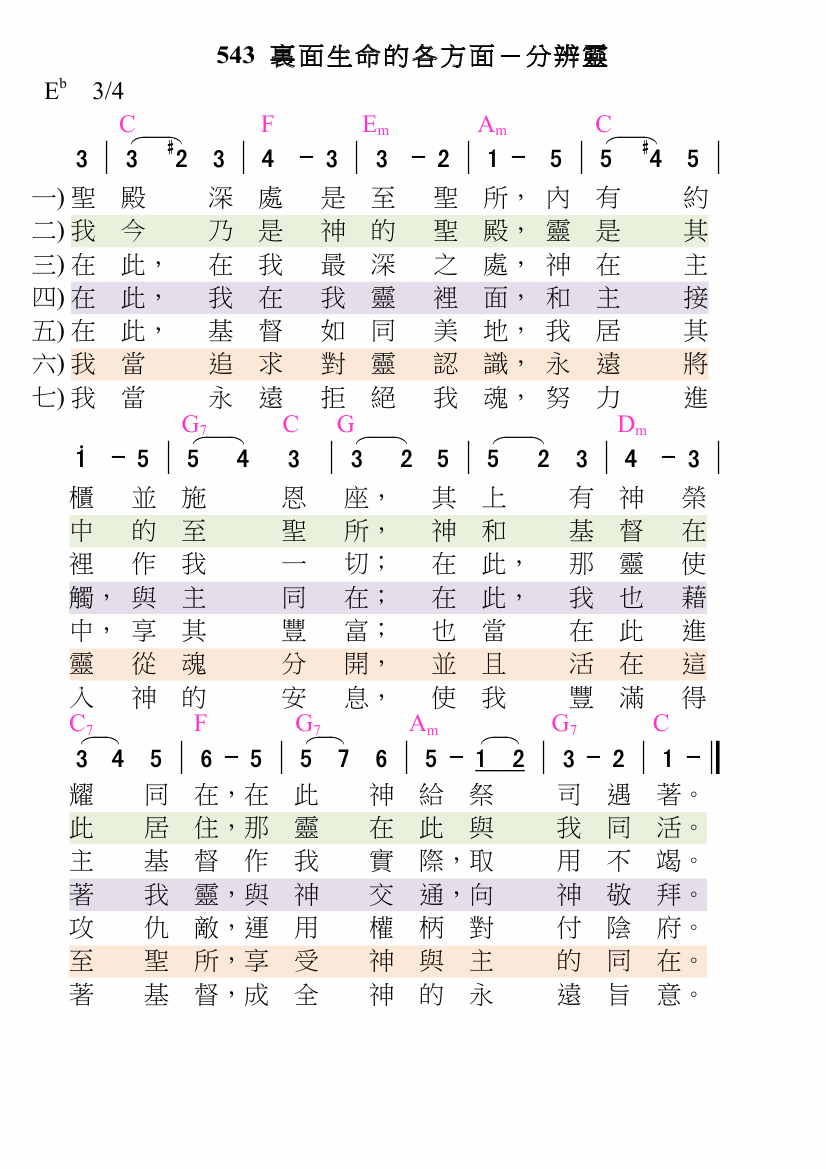 543 裏面生命的各方面－分辨靈
E♭ 3/4
C F Em Am C
3 | 3 #2 3 | 4 - 3 | 3 - 2 | 1 - 5 | 5 #4 5 |
一) 聖 殿 深 處 是 至 聖 所， 內 有 約
二) 我 今 乃 是 神 的 聖 殿， 靈 是 其
三) 在 此， 在 我 最 深 之 處， 神 在 主
四) 在 此， 我 在 我 靈 裡 面， 和 主 接
五) 在 此， 基 督 如 同 美 地， 我 居 其
六) 我 當 追 求 對 靈 認 識， 永 遠 將
七) 我 當 永 遠 拒 絕 我 魂， 努 力 進
G7 C G Dm
i - 5 | 5 4 3 | 3 2 5 | 5 2 3 | 4 - 3 |
櫃 並 施 恩 座， 其 上 有 神 榮
中 的 至 聖 所， 神 和 基 督 在
裡 作 我 一 切； 在 此， 那 靈 使
觸， 與 主 同 在； 在 此， 我 也 藉
中， 享 其 豐 富； 也 當 在 此 進
靈 從 魂 分 開， 並 且 活 在 這
入 神 的 安 息， 使 我 豐 滿 得
C7 F G7 Am G7 C
3 4 5 | 6 - 5 | 5 7 6 | 5 - 1 2 | 3 - 2 | 1 - ||
耀 同 在，在 此 神 給 祭 司 遇 著。
此 居 住，那 靈 在 此 與 我 同 活。
主 基 督 作 我 實 際，取 用 不 竭。
著 我 靈，與 神 交 通，向 神 敬 拜。
攻 仇 敵，運 用 權 柄 對 付 陰 府。
至 聖 所，享 受 神 與 主 的 同 在。
著 基 督，成 全 神 的 永 遠 旨 意。